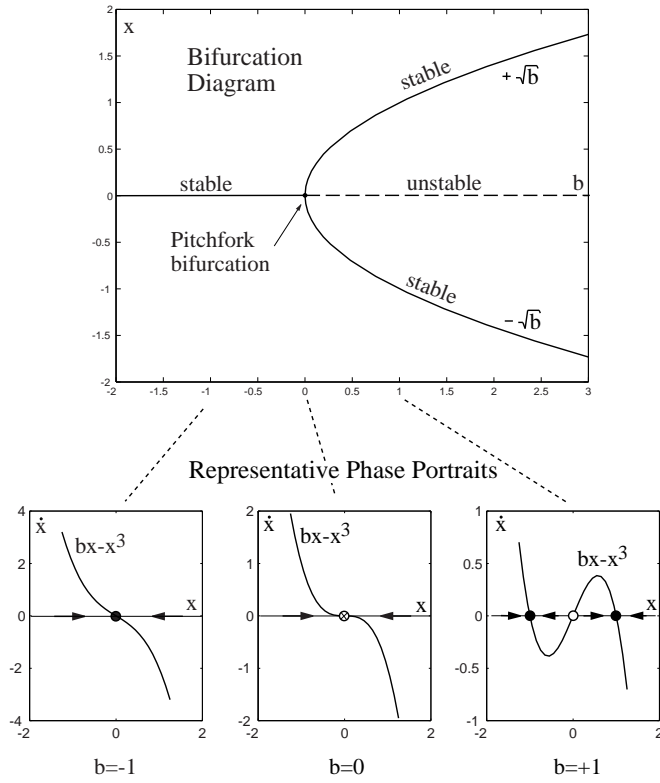 x
2
1.5
1
0.5
0
-0.5
-1
-1.5
-2
Bifurcation
Diagram
stable
+√b
stable
unstable
b
Pitchfork
bifurcation
stable
−√b
-2 -1.5 -1 -0.5 0 0.5 1 1.5 2 2.5 3
Representative Phase Portraits
4
2
0
-2
-4
ẋ
bx-x³
x
-2 0 2
b=-1
2
1
0
-1
-2
ẋ
bx-x³
x
-2 0 2
b=0
1
0.5
0
-0.5
-1
ẋ
bx-x³
x
-2 0 2
b=+1